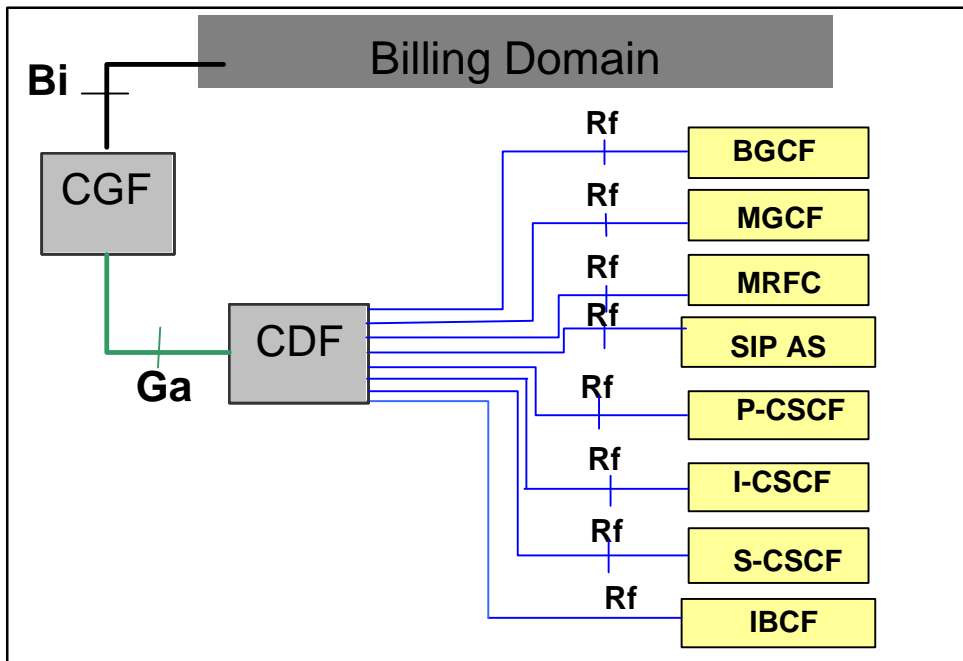 Billing Domain
Bi
CGF
Ga
CDF
Rf
BGCF
Rf
MGCF
Rf
MRFC
Rf
SIP AS
Rf
P-CSCF
Rf
I-CSCF
Rf
S-CSCF
Rf
IBCF